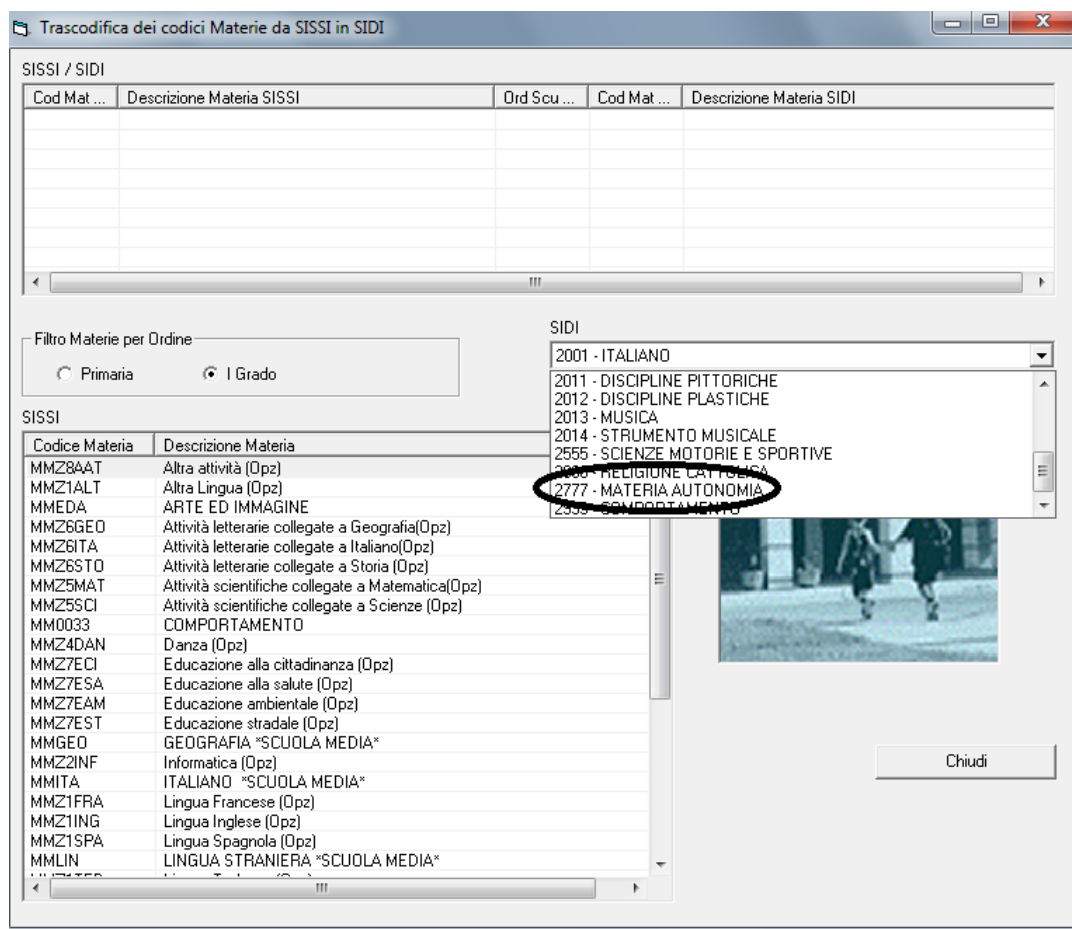 Trascodifica dei codici Materie da SISSI in SIDI
SISSI / SIDI
Cod Mat ... Descrizione Materia SISSI Ord Scu ... Cod Mat ... Descrizione Materia SIDI
Filtro Materie per Ordine
Primaria I Grado
SIDI
2001 - ITALIANO
2011 - DISCIPLINE PITTORICHE
2012 - DISCIPLINE PLASTICHE
2013 - MUSICA
2014 - STRUMENTO MUSICALE
2555 - SCIENZE MOTORIE E SPORTIVE
RELIGIONE CATTOLICA
2777 - MATERIA AUTONOMIA
COMPORTAMENTO
SISSI
Codice Materia Descrizione Materia
MMZ8AAT Altra attività (Opz)
MMZ1ALT Altra Lingua (Opz)
MMEDA ARTE ED IMMAGINE
MMZ6GEO Attività letterarie collegate a Geografia(Opz)
MMZ6ITA Attività letterarie collegate a Italiano(Opz)
MMZ6STO Attività letterarie collegate a Storia (Opz)
MMZ5MAT Attività scientifiche collegate a Matematica(Opz)
MMZ5SCI Attività scientifiche collegate a Scienze (Opz)
MM0033 COMPORTAMENTO
MMZ4DAN Danza (Opz)
MMZ7ECI Educazione alla cittadinanza (Opz)
MMZ7ESA Educazione alla salute (Opz)
MMZ7EAM Educazione ambientale (Opz)
MMZ7EST Educazione stradale (Opz)
MMGEO GEOGRAFIA *SCUOLA MEDIA*
MMZ2INF Informatica (Opz)
MMITA ITALIANO *SCUOLA MEDIA*
MMZ1FRA Lingua Francese (Opz)
MMZ1ING Lingua Inglese (Opz)
MMZ1SPA Lingua Spagnola (Opz)
MMLIN LINGUA STRANIERA *SCUOLA MEDIA*
Chiudi